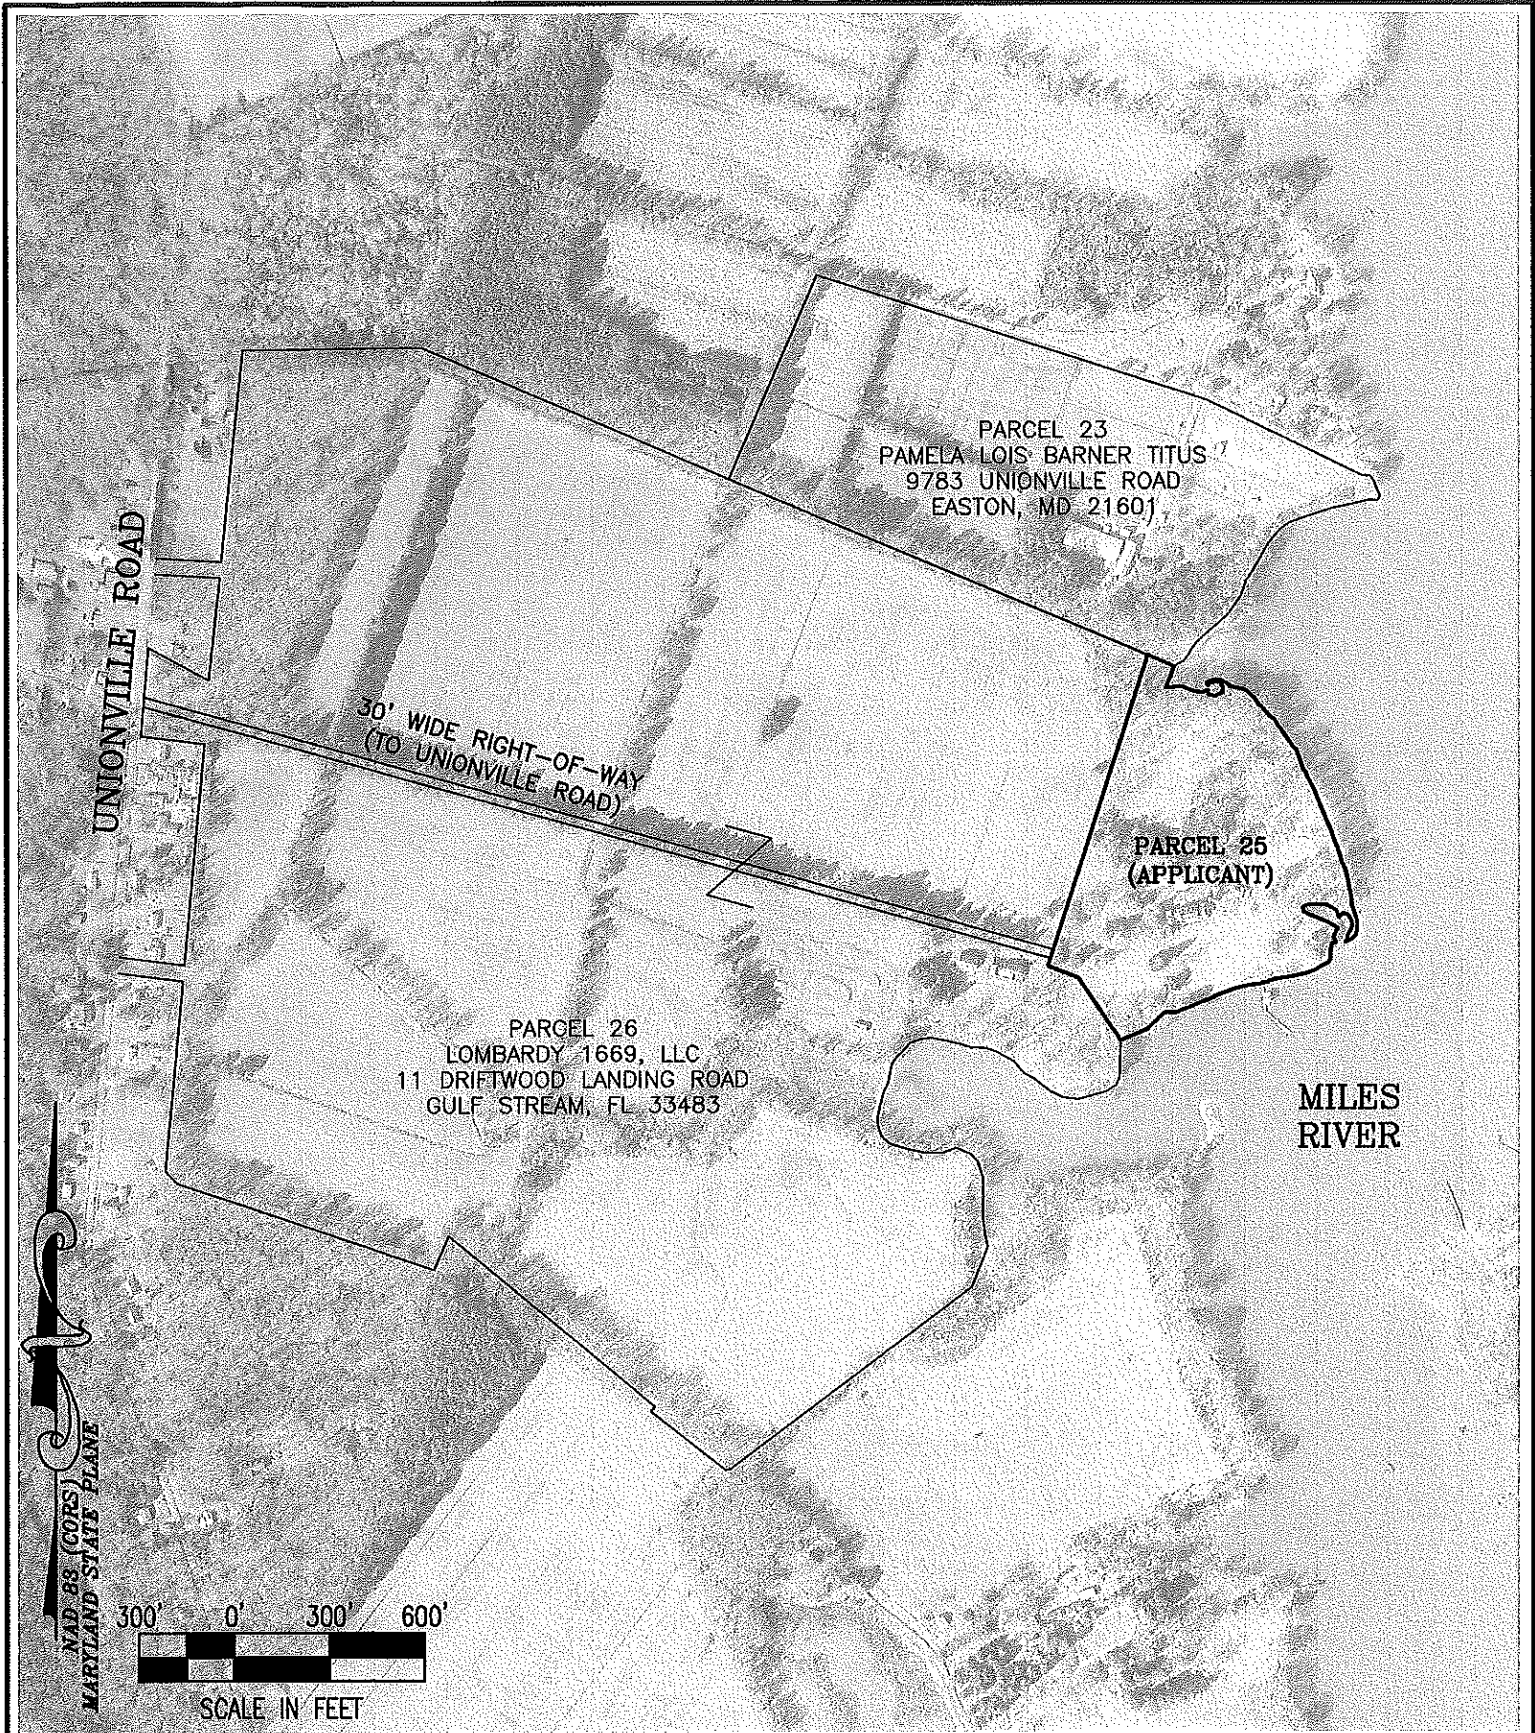 PARCEL 23
PAMELA LOIS BARNER TITUS
9783 UNIONVILLE ROAD
EASTON, MD 21601
UNIONVILLE ROAD
30' WIDE RIGHT-OF-WAY
(TO UNIONVILLE ROAD)
PARCEL 25
(APPLICANT)
PARCEL 26
LOMBARDY 1669, LLC
11 DRIFTWOOD LANDING ROAD
GULF STREAM, FL 33483
MILES
RIVER
NAD 83 (CORS)
MARYLAND STATE PLANE
300' 0' 300' 600'
SCALE IN FEET